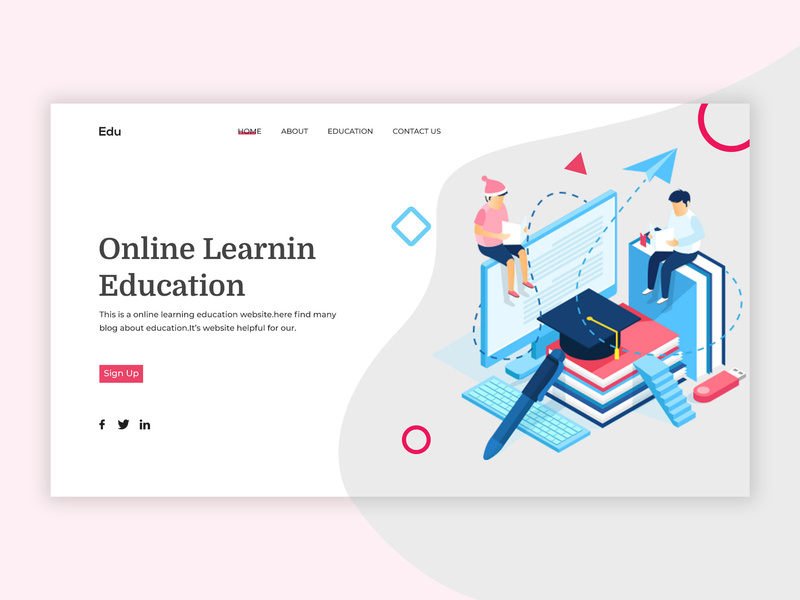 Edu
HOME ABOUT EDUCATION CONTACT US
Online Learnin
Education
This is a online learning education website.here find many
blog about education.It's website helpful for our.
Sign Up